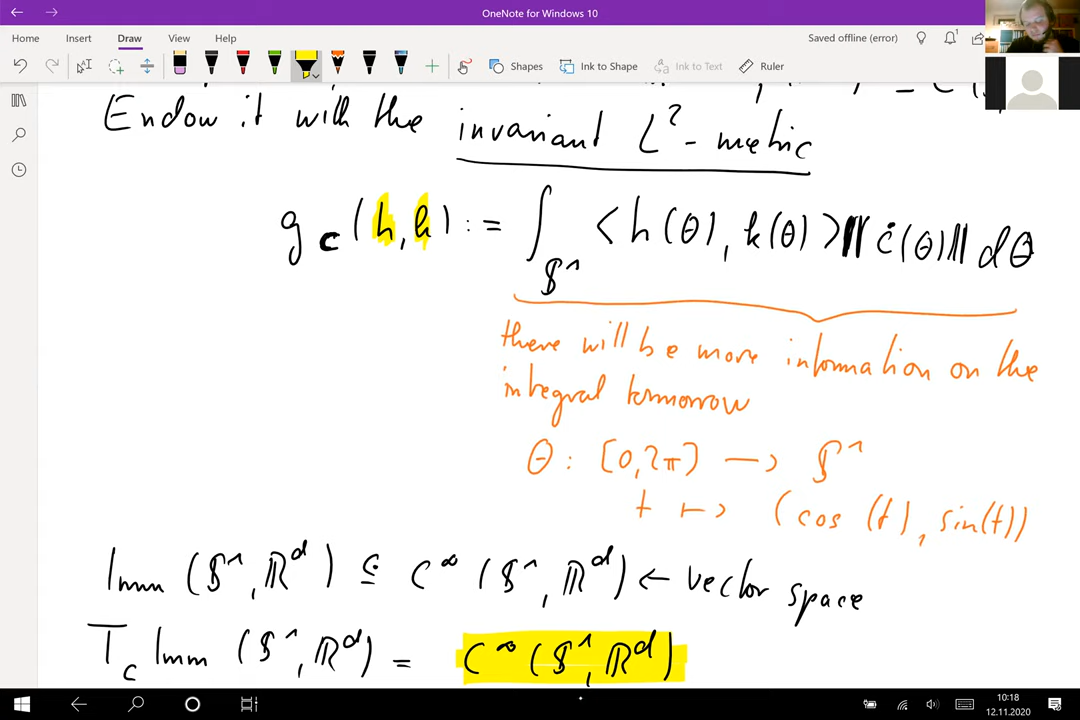 OneNote for Windows 10
Home Insert Draw View Help Saved offline (error)
Shapes Ink to Shape Ink to Text Ruler
Endow it with the invariant L² - metric
g_c (h, k) := ∫_{𝕊¹} <h(θ), k(θ)> ‖ċ(θ)‖ dθ
there will be more information on the
integral tomorrow
θ : [0, 2π) → 𝕊¹
t ↦ (cos (t), sin(t))
Imm (𝕊¹, ℝᵈ) ⊆ C^∞ (𝕊¹, ℝᵈ) ← vector space
T_c Imm (𝕊¹, ℝᵈ) = C^∞ (𝕊¹, ℝᵈ)
10:18
12.11.2020